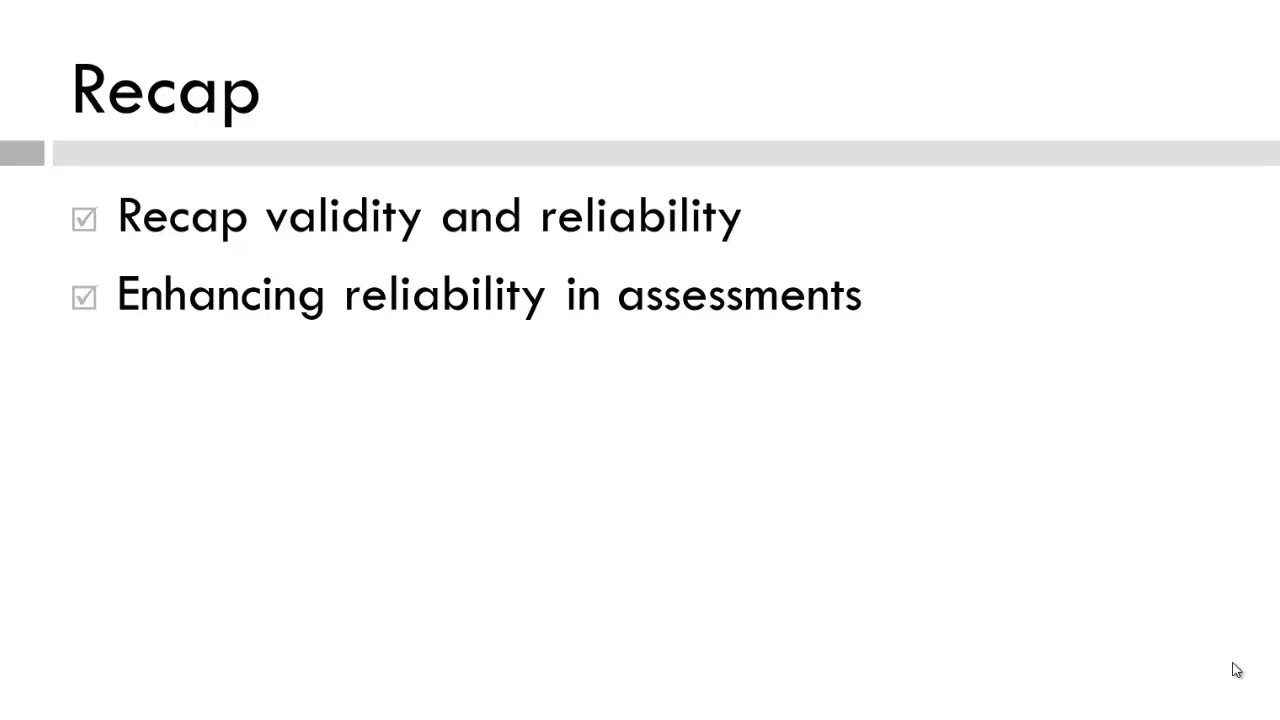 Recap
Recap validity and reliability
Enhancing reliability in assessments